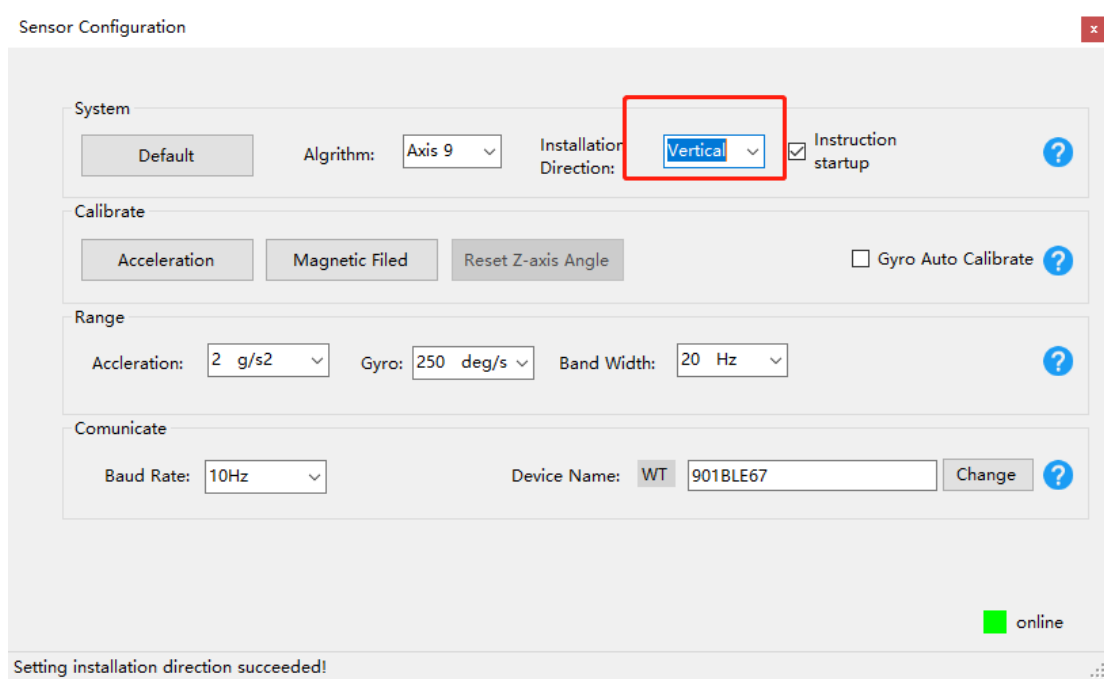 Sensor Configuration
x
System
Default
Algrithm:
Axis 9
Installation
Direction:
Vertical
Instruction
startup
?
Calibrate
Acceleration
Magnetic Filed
Reset Z-axis Angle
Gyro Auto Calibrate
?
Range
Accleration:
2 g/s2
Gyro:
250 deg/s
Band Width:
20 Hz
?
Comunicate
Baud Rate:
10Hz
Device Name:
WT
901BLE67
Change
?
online
Setting installation direction succeeded!